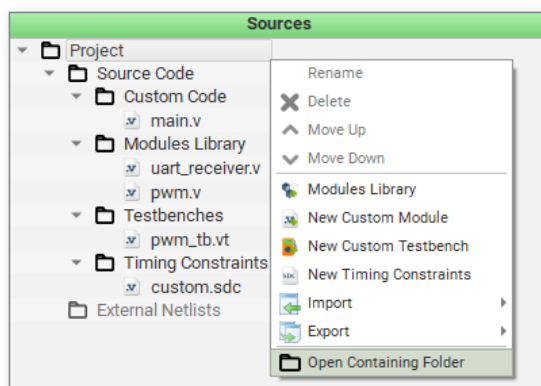 Sources
Project
Source Code
Custom Code
main.v
Modules Library
uart_receiver.v
pwm.v
Testbenches
pwm_tb.vt
Timing Constraints
custom.sdc
External Netlists
Rename
Delete
Move Up
Move Down
Modules Library
New Custom Module
New Custom Testbench
New Timing Constraints
Import
Export
Open Containing Folder